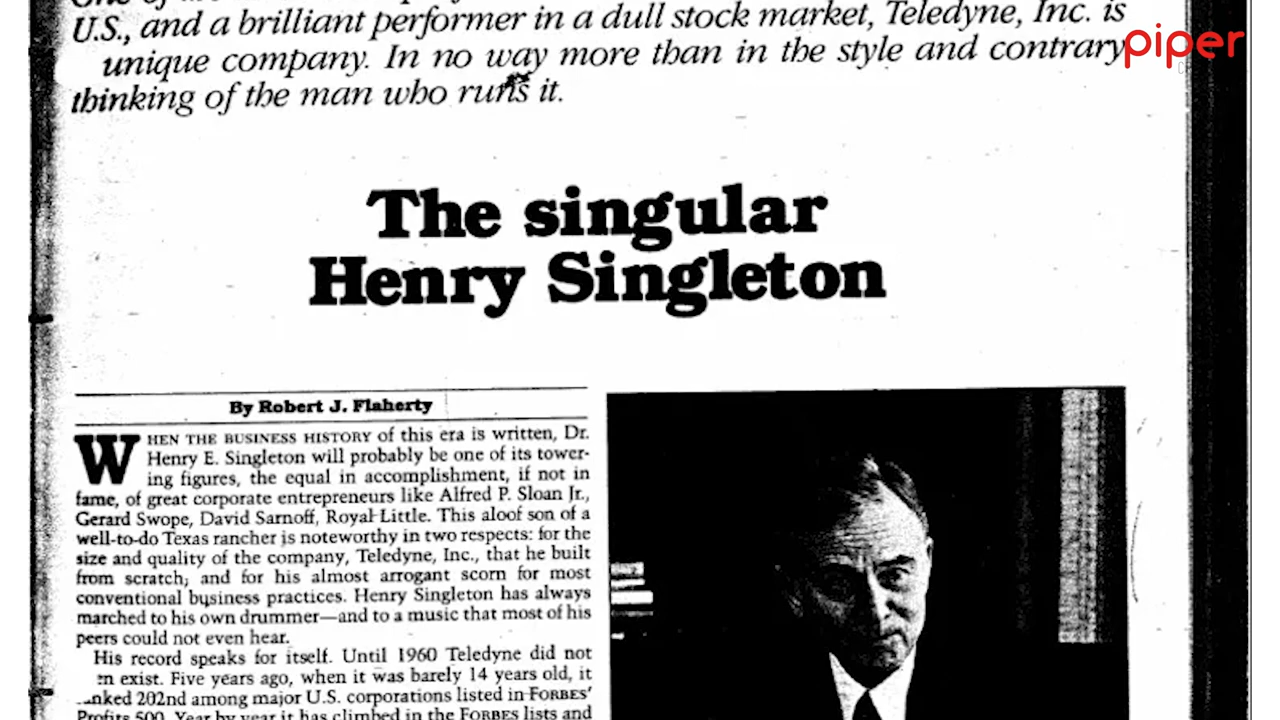 U.S., and a brilliant performer in a dull stock market, Teledyne, Inc. is
unique company. In no way more than in the style and contrary
thinking of the man who runs it.
piper
The singular
Henry Singleton
By Robert J. Flaherty
WHEN THE BUSINESS HISTORY of this era is written, Dr.
Henry E. Singleton will probably be one of its tower-
ing figures, the equal in accomplishment, if not in
fame, of great corporate entrepreneurs like Alfred P. Sloan Jr.,
Gerard Swope, David Sarnoff, Royal Little. This aloof son of a
well-to-do Texas rancher is noteworthy in two respects: for the
size and quality of the company, Teledyne, Inc., that he built
from scratch; and for his almost arrogant scorn for most
conventional business practices. Henry Singleton has always
marched to his own drummer—and to a music that most of his
peers could not even hear.
His record speaks for itself. Until 1960 Teledyne did not
exist. Five years ago, when it was barely 14 years old, it
202nd among major U.S. corporations listed in FORBES'
Profits 500. Year by year it has climbed in the FORBES lists and